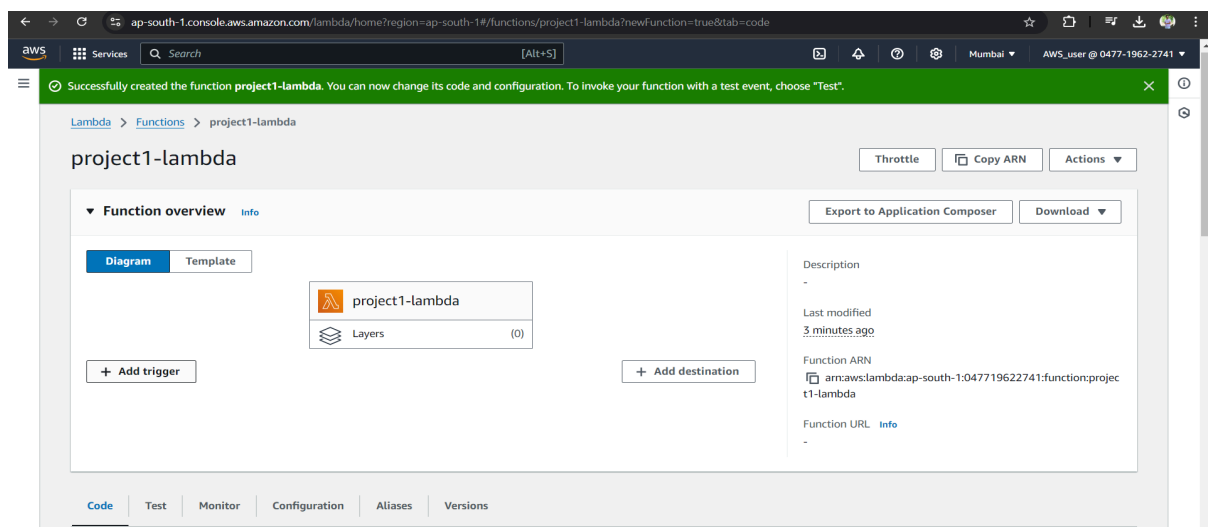 ap-south-1.console.aws.amazon.com/lambda/home?region=ap-south-1#/functions/project1-lambda?newFunction=true&tab=code
aws Services Search [Alt+S] Mumbai ▼ AWS_user @ 0477-1962-2741 ▼
Successfully created the function project1-lambda. You can now change its code and configuration. To invoke your function with a test event, choose "Test".
Lambda > Functions > project1-lambda
project1-lambda
Throttle Copy ARN Actions ▼
▼ Function overview Info
Export to Application Composer Download ▼
Diagram Template
project1-lambda
Layers (0)
+ Add trigger
+ Add destination
Description
-
Last modified
3 minutes ago
Function ARN
arn:aws:lambda:ap-south-1:047719622741:function:projec
t1-lambda
Function URL Info
-
Code Test Monitor Configuration Aliases Versions